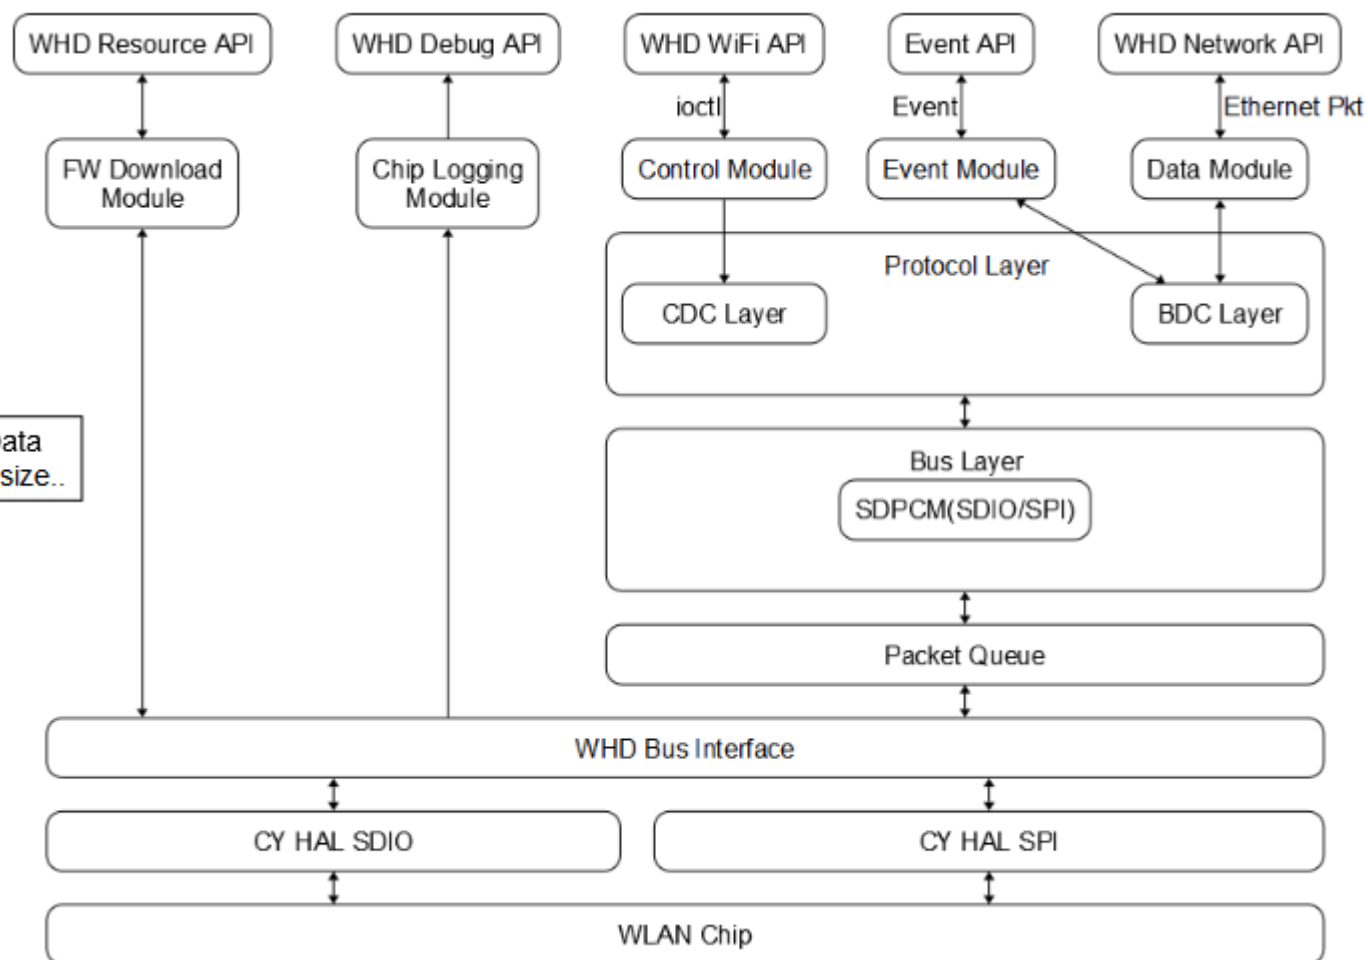 WHD Resource API
WHD Debug API
WHD WiFi API
Event API
WHD Network API
ioctl
Event
Ethernet Pkt
FW Download
Module
Chip Logging
Module
Control Module
Event Module
Data Module
Protocol Layer
CDC Layer
BDC Layer
size..
Bus Layer
SDPCM(SDIO/SPI)
Packet Queue
WHD Bus Interface
CY HAL SDIO
CY HAL SPI
WLAN Chip